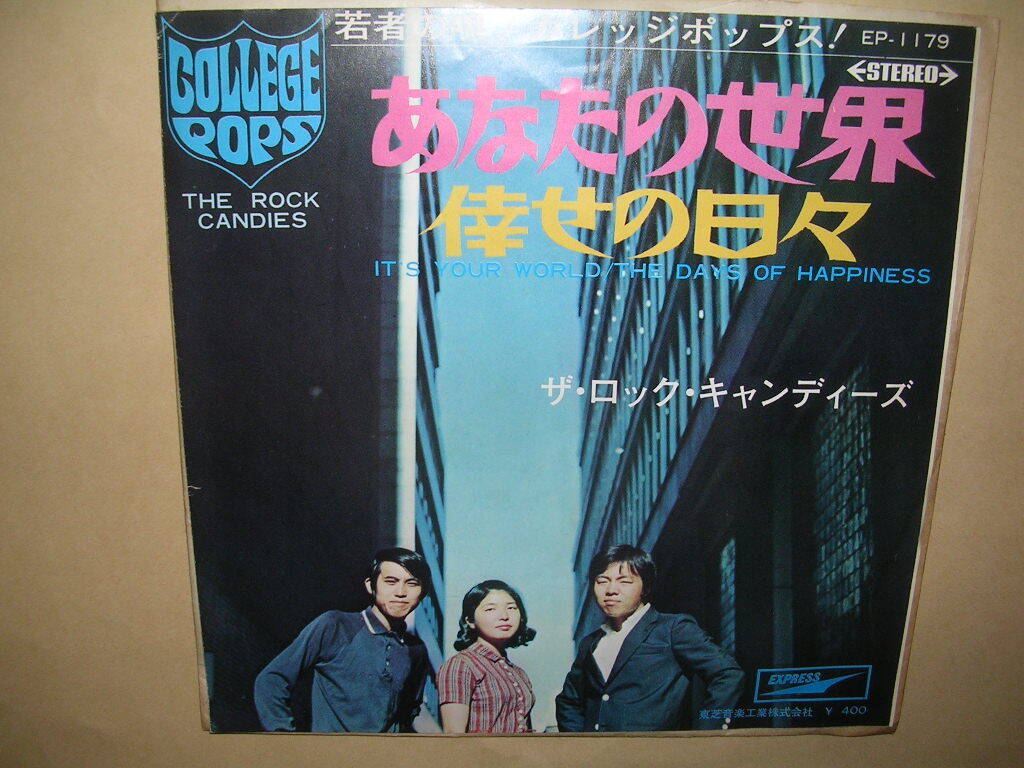 若者 レッジポップス! EP-1179
←STEREO→
COLLEGE
POPS
THE ROCK
CANDIES
あなたの世界
倖せの日々
IT'S YOUR WORLD/THE DAYS OF HAPPINESS
ザ・ロック・キャンディーズ
EXPRESS
東芝音楽工業株式会社 ¥ 400